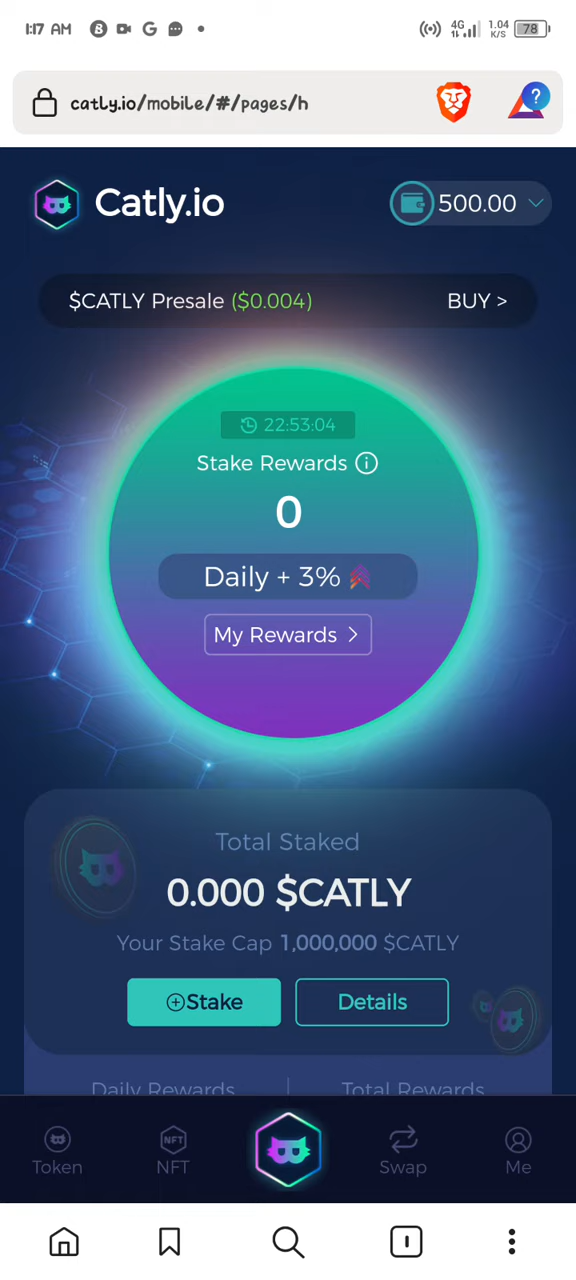 1:17 AM B G 4G 1.04 K/S 78
catly.io/mobile/#/pages/h ?
Catly.io 500.00
$CATLY Presale ($0.004) BUY >
22:53:04
Stake Rewards i
0
Daily + 3%
My Rewards >
Total Staked
0.000 $CATLY
Your Stake Cap 1,000,000 $CATLY
+Stake Details
Daily Rewards Total Rewards
NFT
Token NFT Swap Me